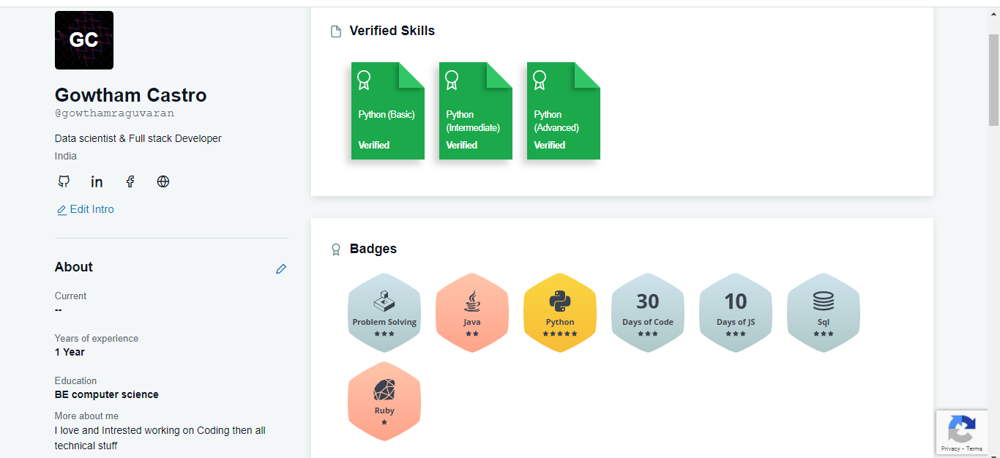 GC
Gowtham Castro
@gowthamraguvaran
Data scientist & Full stack Developer
India
in
Edit Intro
About
Current
--
Years of experience
1 Year
Education
BE computer science
More about me
I love and Intrested working on Coding then all
technical stuff
Verified Skills
Python (Basic)
Verified
Python
(Intermediate)
Verified
Python
(Advanced)
Verified
Badges
Problem Solving
Java
Python
30
Days of Code
10
Days of JS
Sql
Ruby
Privacy - Terms